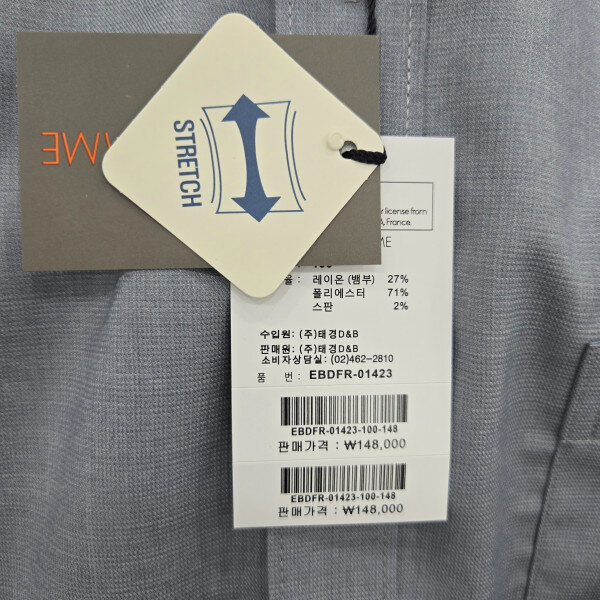 STRETCH
license from
France.
ME
율 : 레이온 (뱀부) 27%
폴리에스터 71%
스판 2%
수입원: (주)태경D&B
판매원: (주)태경D&B
소비자상담실: (02)462-2810
품 번: EBDFR-01423
EBDFR-01423-100-148
판매가격 : ₩148,000
EBDFR-01423-100-148
판매가격 : ₩148,000